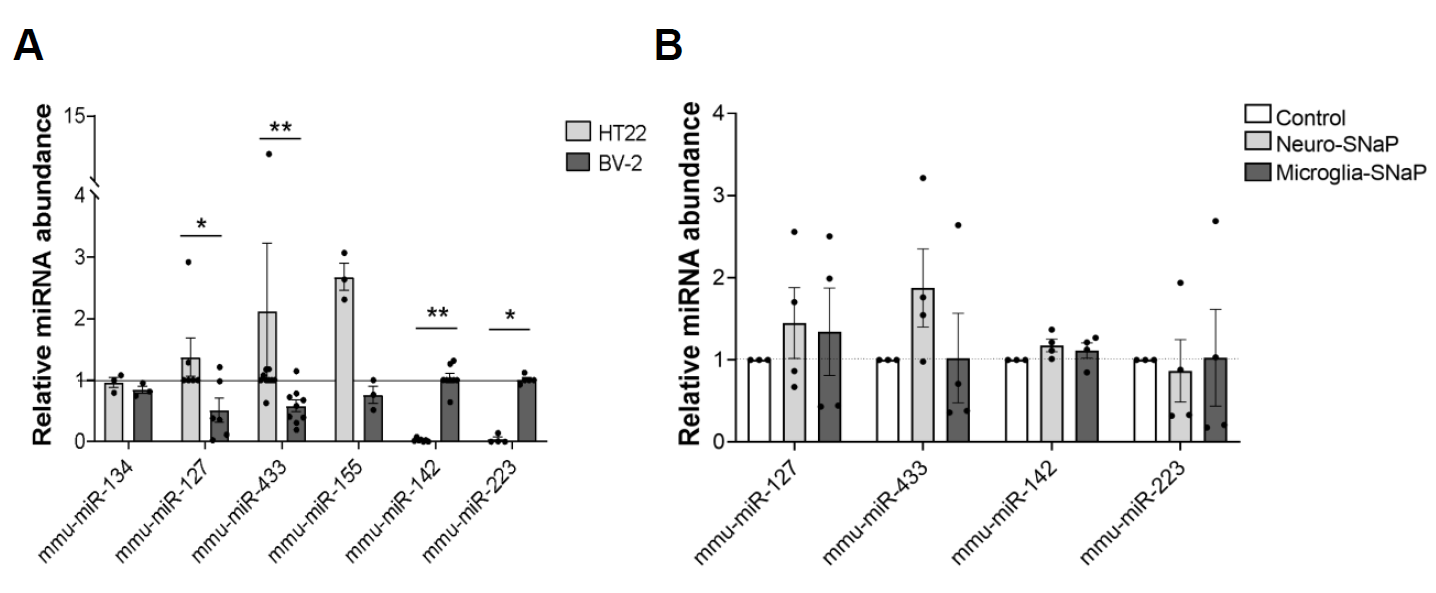 A
B
Relative miRNA abundance
15
4
3
2
1
0
**
*
**
*
HT22
BV-2
mmu-miR-134
mmu-miR-127
mmu-miR-433
mmu-miR-155
mmu-miR-142
mmu-miR-223
Relative miRNA abundance
4
3
2
1
0
Control
Neuro-SNaP
Microglia-SNaP
mmu-miR-127
mmu-miR-433
mmu-miR-142
mmu-miR-223